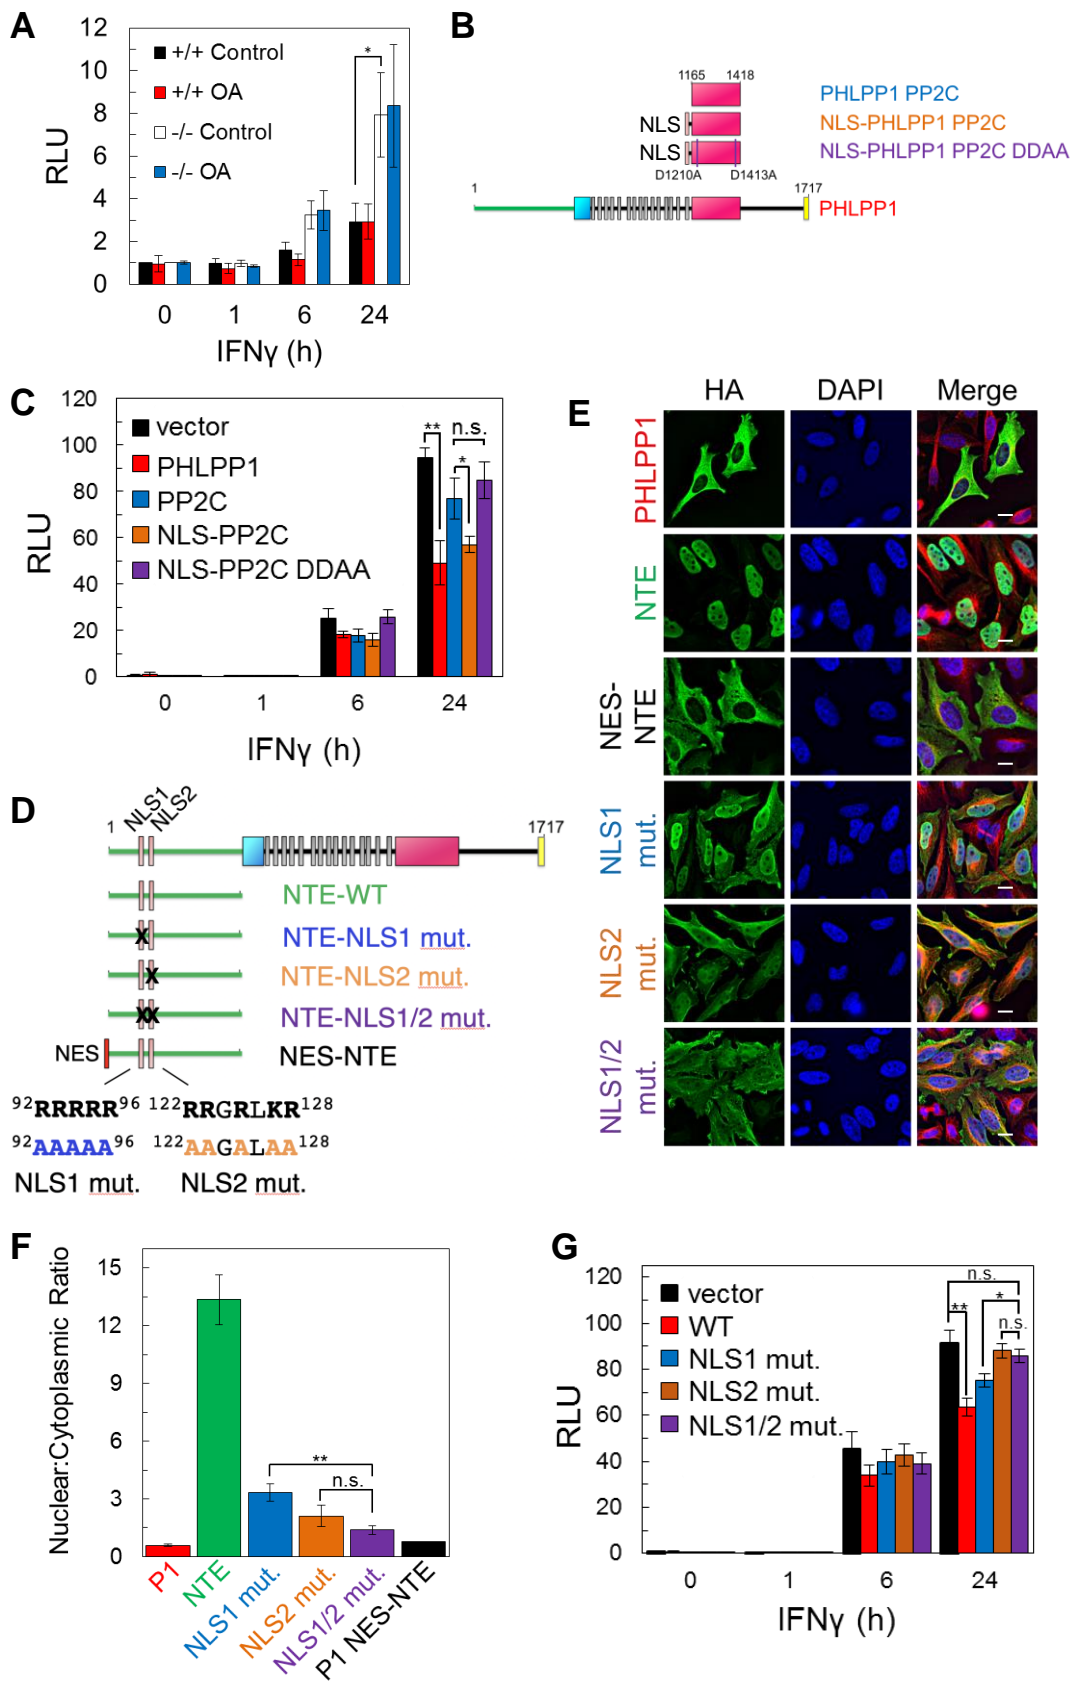 A
12
10
8
6
4
2
0
RLU
+/+ Control
+/+ OA
-/- Control
-/- OA
*
0 1 6 24
IFNγ (h)
B
1165 1418
PHLPP1 PP2C
NLS NLS-PHLPP1 PP2C
NLS NLS-PHLPP1 PP2C DDAA
D1210A D1413A
1 1717
PHLPP1
C
120
100
80
60
40
20
0
RLU
vector
PHLPP1
PP2C
NLS-PP2C
NLS-PP2C DDAA
** n.s.
*
0 1 6 24
IFNγ (h)
D
NLS1
NLS2
1 1717
NTE-WT
NTE-NLS1 mut.
NTE-NLS2 mut.
NTE-NLS1/2 mut.
NES NES-NTE
92RRRRR96 122RRGRLKR128
92AAAAA96 122AAGALAA128
NLS1 mut. NLS2 mut.
E
HA DAPI Merge
PHLPP1
NTE
NES-
NTE
NLS1
mut.
NLS2
mut.
NLS1/2
mut.
F
Nuclear:Cytoplasmic Ratio
15
12
9
6
3
0
**
n.s.
P1
NTE
NLS1 mut.
NLS2 mut.
NLS1/2 mut.
P1 NES-NTE
G
120
100
80
60
40
20
0
RLU
vector
WT
NLS1 mut.
NLS2 mut.
NLS1/2 mut.
n.s.
** *
n.s.
0 1 6 24
IFNγ (h)